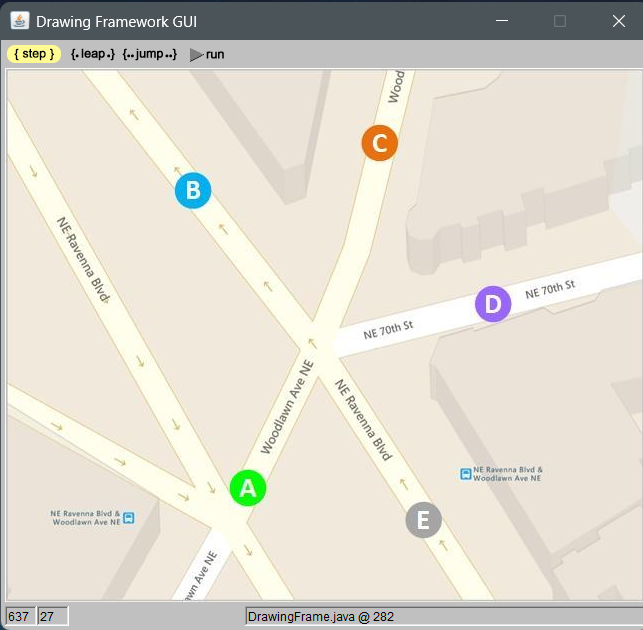 Drawing Framework GUI
{ step } {.leap.} {..jump..} run
Wood
C
B
NE Ravenna Blvd
D
NE 70th St
NE 70th St
Woodlawn Ave NE
NE Ravenna Blvd
A
NE Ravenna Blvd &
Woodlawn Ave NE
NE Ravenna Blvd &
Woodlawn Ave NE
E
wn Ave NE
637 27 DrawingFrame.java @ 282